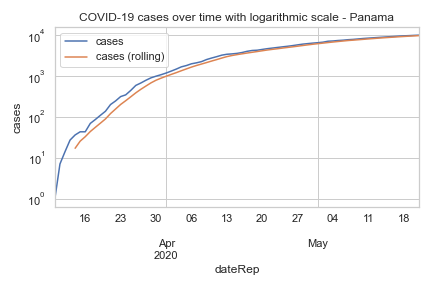 COVID-19 cases over time with logarithmic scale - Panama
cases
cases (rolling)
10⁴
10³
10²
10¹
10⁰
cases
16 23 30 06 13 20 27 04 11 18
Apr May
2020
dateRep